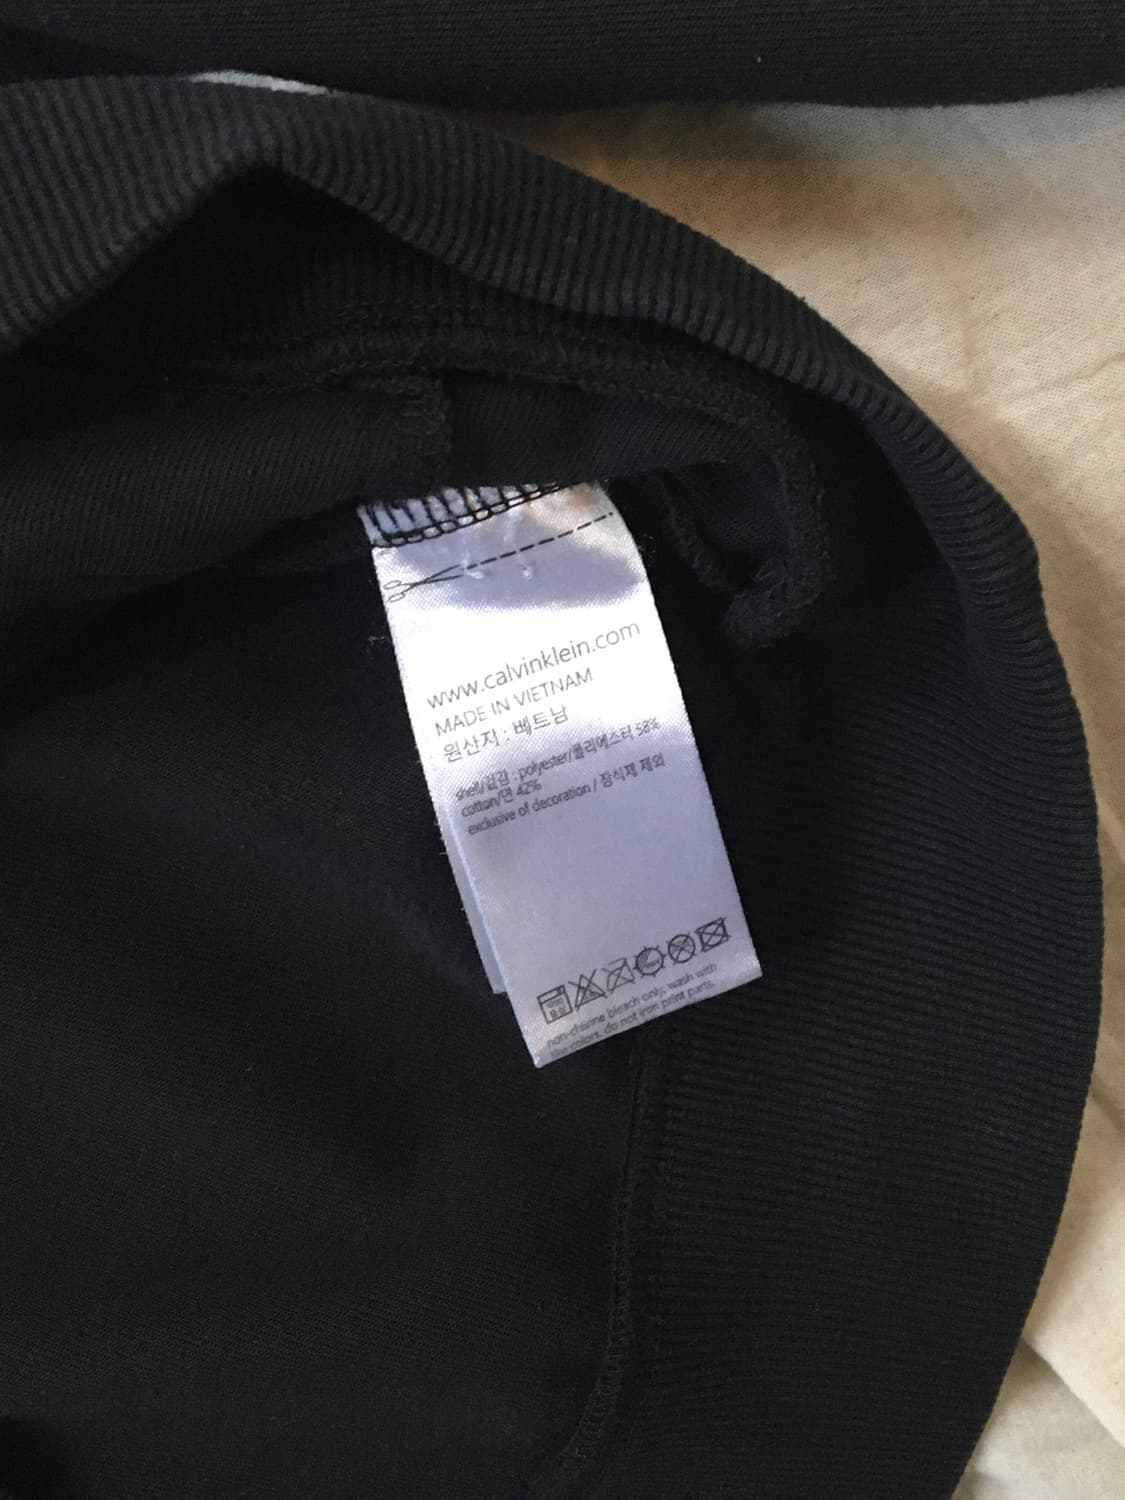 www.calvinklein.com
MADE IN VIETNAM
원산지 : 베트남
shell/겉감 : polyester/폴리에스터 58%
cotton/면 42%
exclusive of decoration / 장식제 제외
non-chlorine bleach only, wash with
like colors, do not iron print parts.